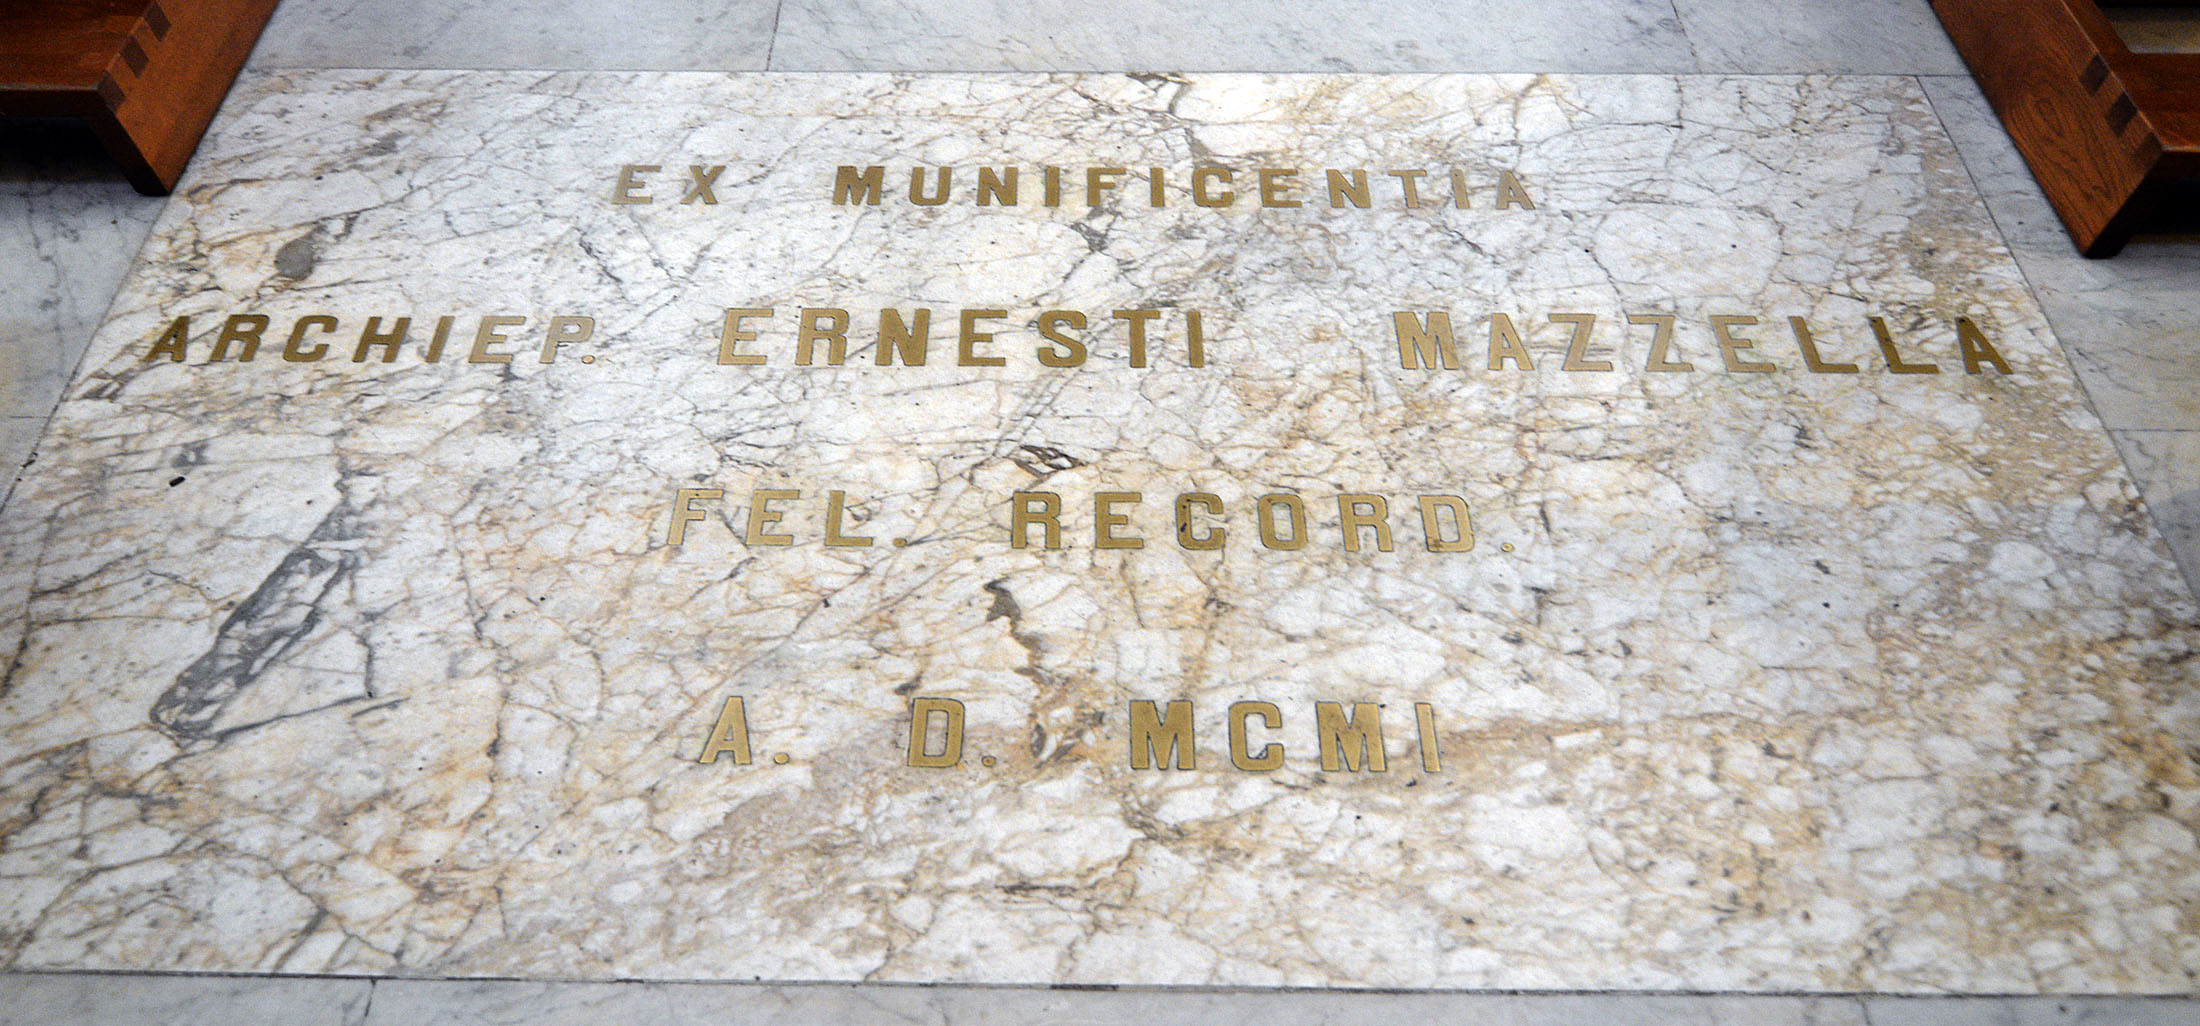 EX MUNIFICENTIA
ARCHIEP. ERNESTI MAZZELLA
FEL. RECORD.
A. D. MCMI